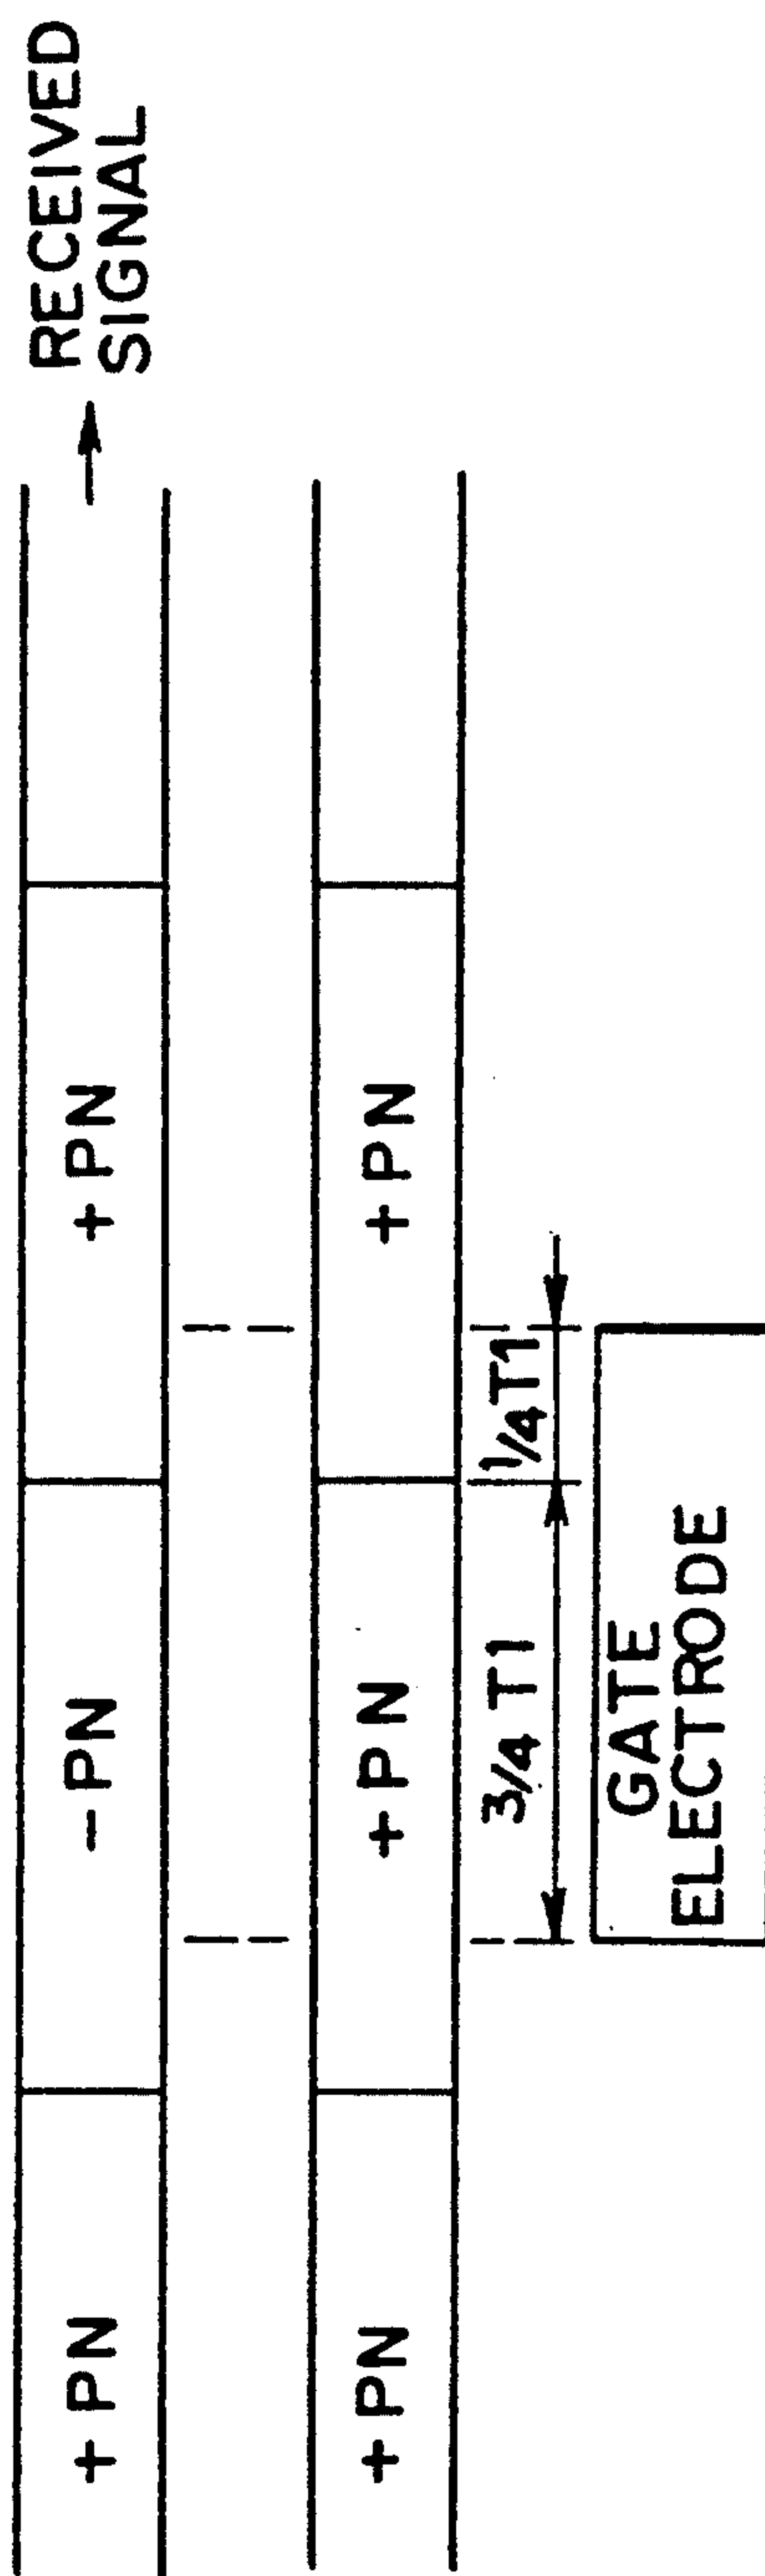 + PN
- PN
+ PN
RECEIVED
SIGNAL
+ PN
+ PN
+ PN
3/4 T1
1/4 T1
GATE
ELECTRODE